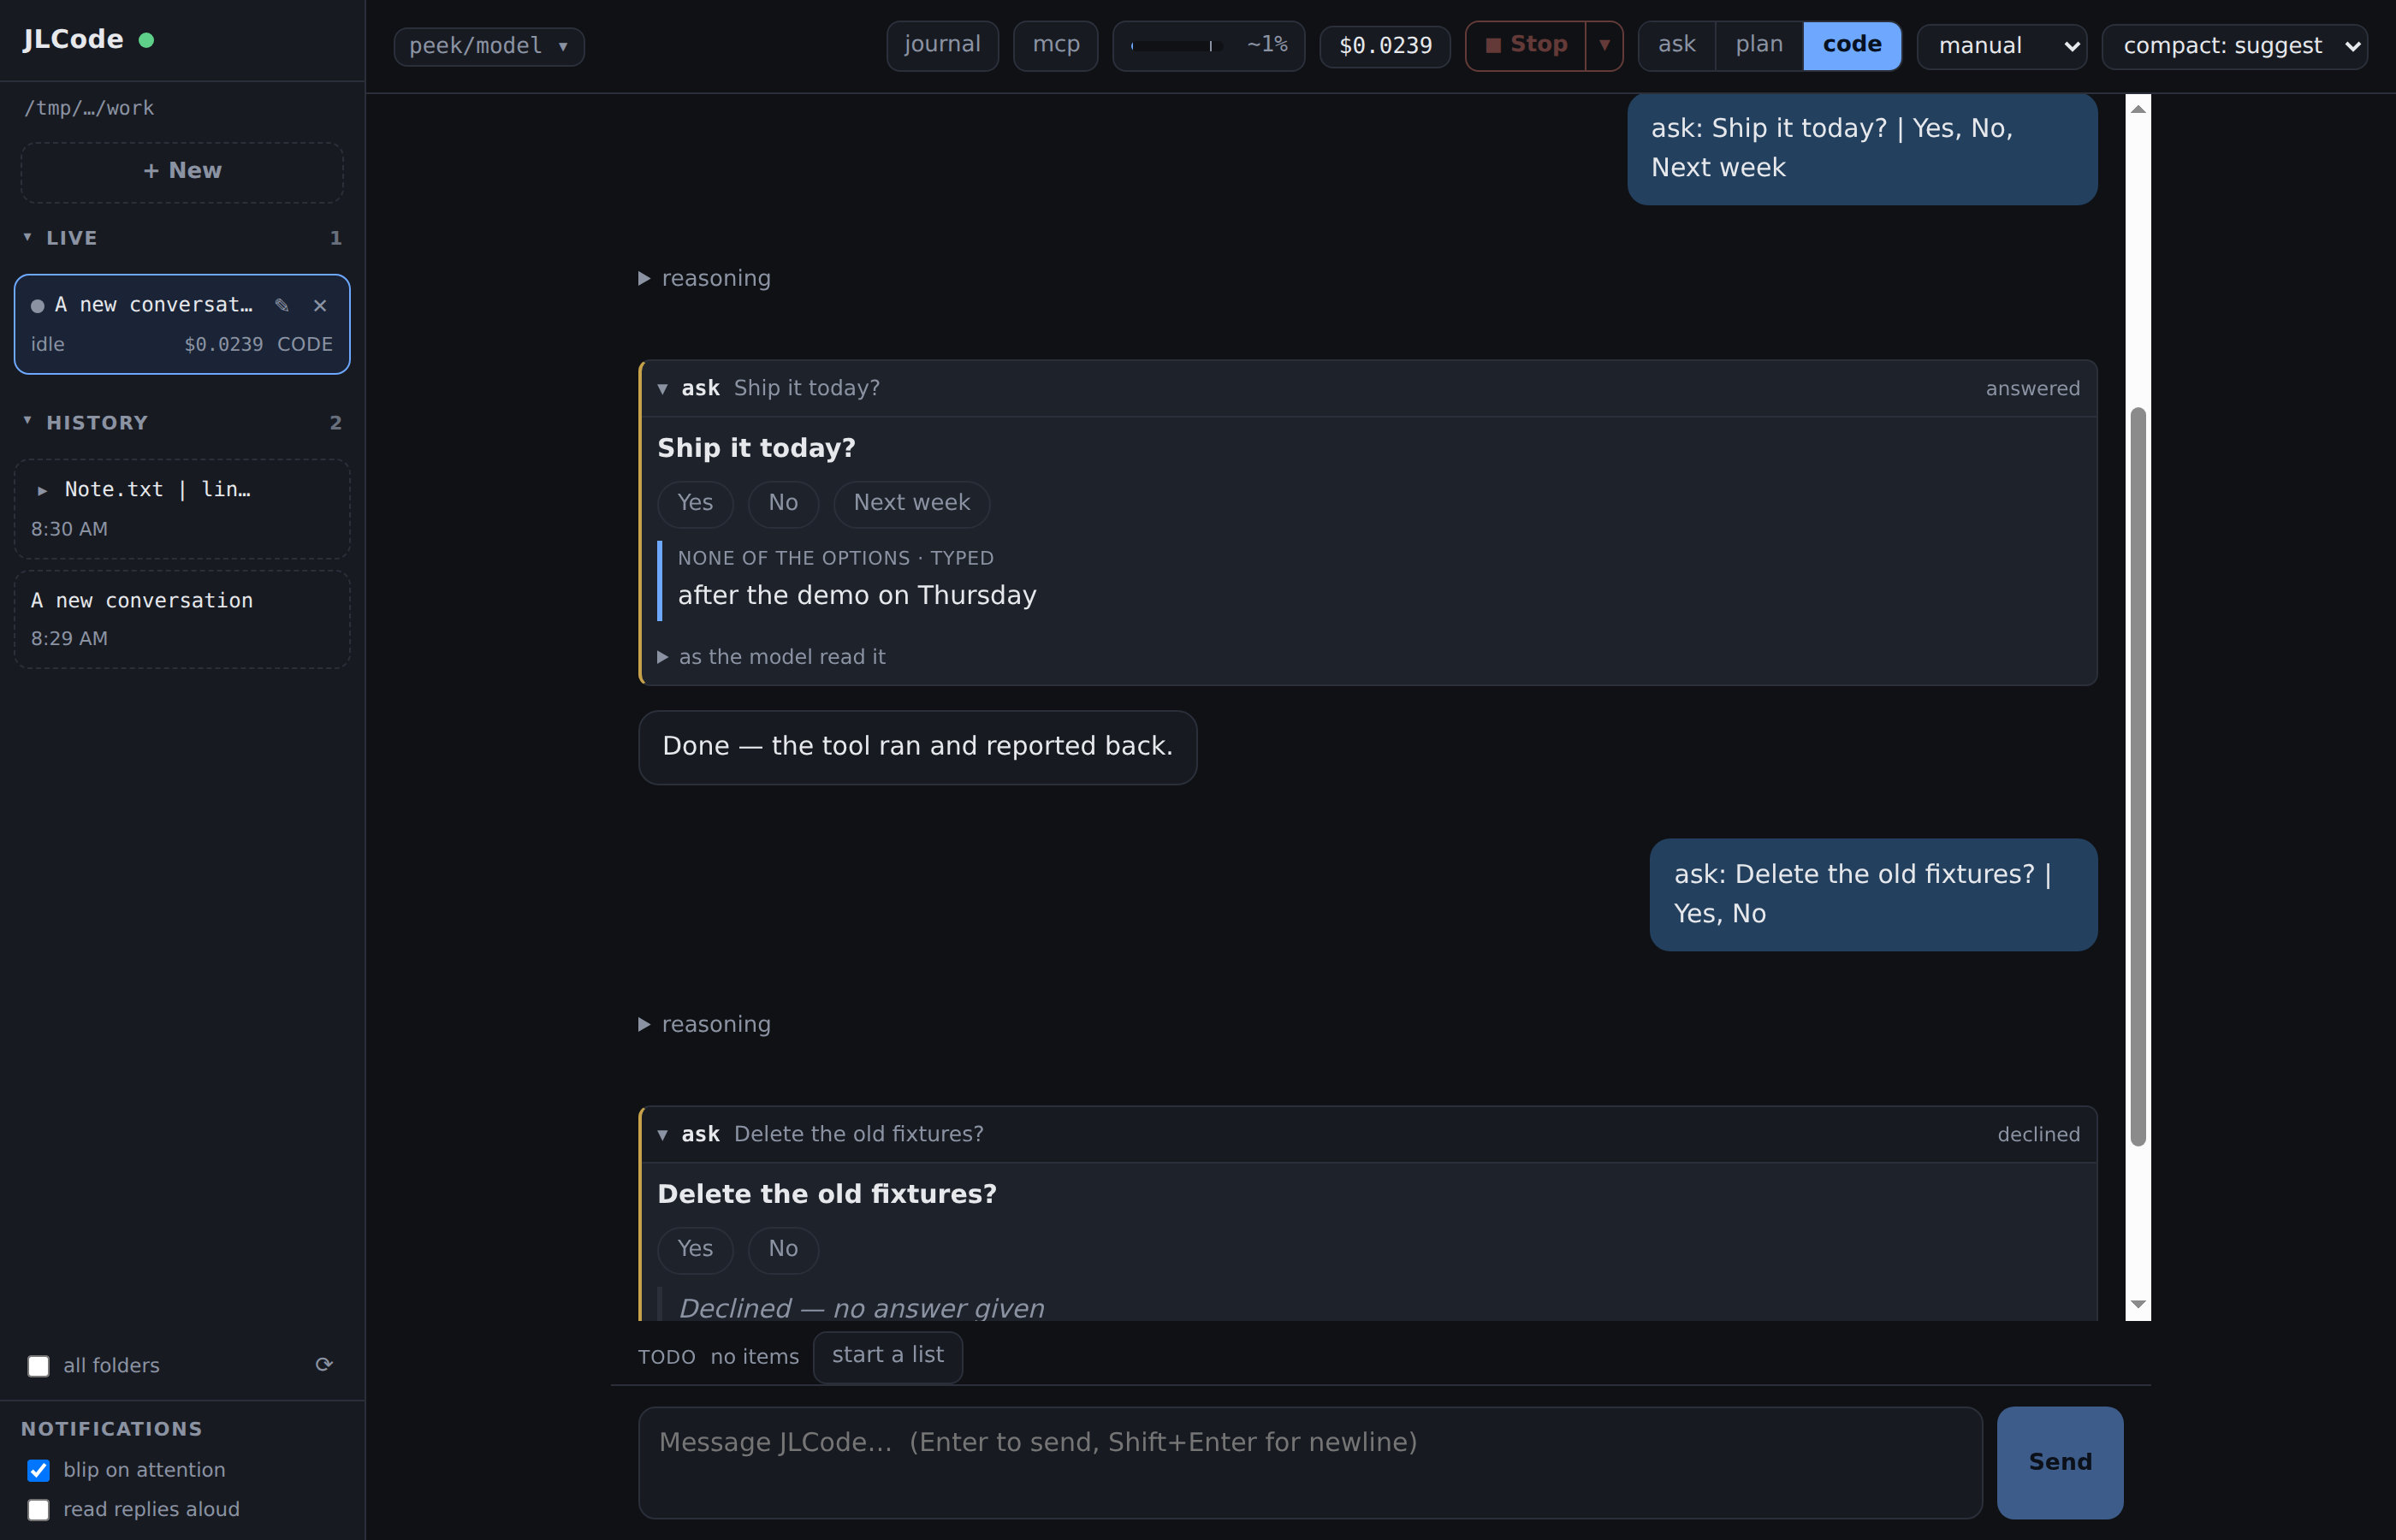 JLCode
/tmp/…/work
+ New
LIVE 1
A new conversat…
idle $0.0239 CODE
HISTORY 2
Note.txt | lin…
8:30 AM
A new conversation
8:29 AM
all folders
NOTIFICATIONS
blip on attention
read replies aloud
peek/model
journal
mcp
~1%
$0.0239
Stop
ask
plan
code
manual
compact: suggest
ask: Ship it today? | Yes, No,
Next week
reasoning
ask Ship it today? answered
Ship it today?
Yes No Next week
NONE OF THE OPTIONS · TYPED
after the demo on Thursday
as the model read it
Done — the tool ran and reported back.
ask: Delete the old fixtures? |
Yes, No
reasoning
ask Delete the old fixtures? declined
Delete the old fixtures?
Yes No
Declined — no answer given
TODO no items start a list
Message JLCode... (Enter to send, Shift+Enter for newline)
Send